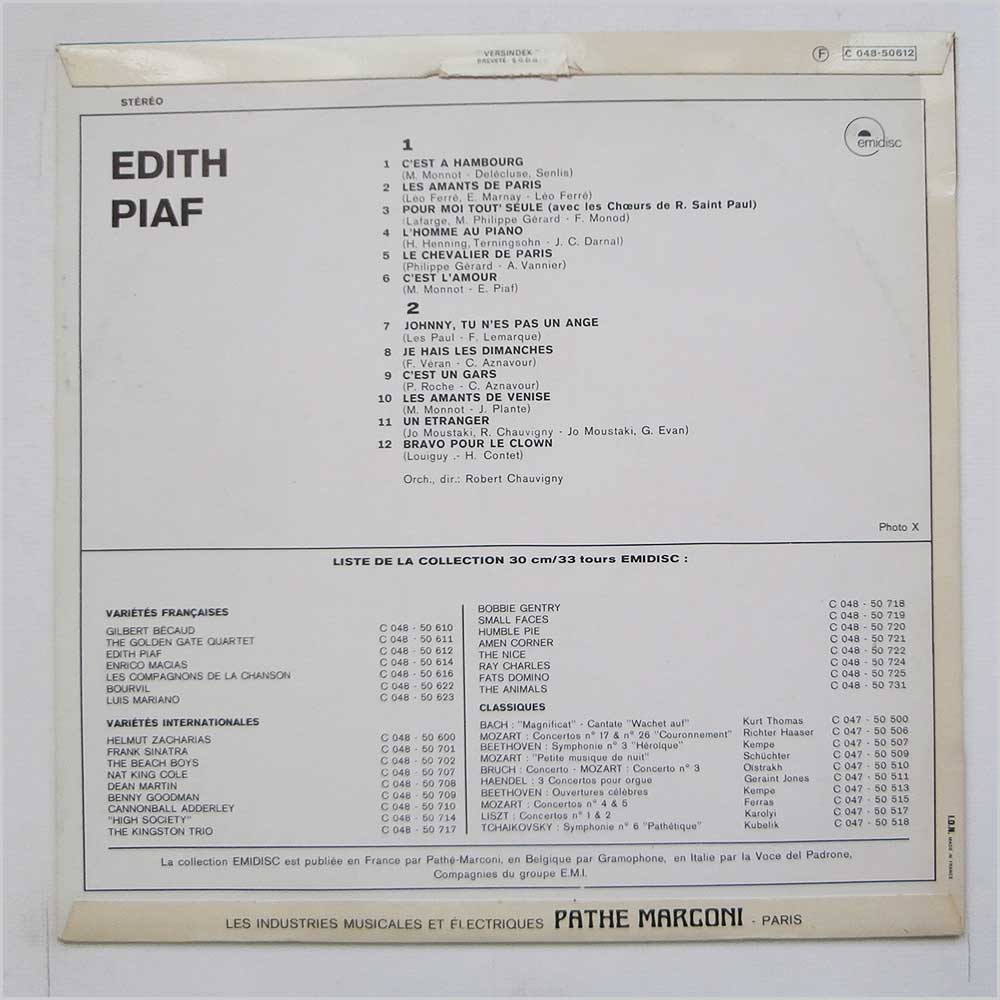 "VERSINDEX"
BREVETÉ S.G.D.G.
F C 048-50612
STÉRÉO
emidisc
EDITH
PIAF
1
1 C'EST A HAMBOURG
(M. Monnot - Delécluse, Senlis)
2 LES AMANTS DE PARIS
(Léo Ferré, E. Marnay - Léo Ferré)
3 POUR MOI TOUT' SEULE (avec les Chœurs de R. Saint Paul)
(Lafarge, M. Philippe Gérard - F. Monod)
4 L'HOMME AU PIANO
(H. Henning, Terningsohn - J. C. Darnal)
5 LE CHEVALIER DE PARIS
(Philippe Gérard - A. Vannier)
6 C'EST L'AMOUR
(M. Monnot - E. Piaf)
2
7 JOHNNY, TU N'ES PAS UN ANGE
(Les Paul - F. Lemarque)
8 JE HAIS LES DIMANCHES
(F. Véran - C. Aznavour)
9 C'EST UN GARS
(P. Roche - C. Aznavour)
10 LES AMANTS DE VENISE
(M. Monnot - J. Plante)
11 UN ETRANGER
(Jo Moustaki, R. Chauvigny - Jo Moustaki, G. Evan)
12 BRAVO POUR LE CLOWN
(Louiguy .- H. Contet)
Orch., dir.: Robert Chauvigny
Photo X
LISTE DE LA COLLECTION 30 cm/33 tours EMIDISC :
VARIÉTÉS FRANÇAISES
GILBERT BÉCAUD C 048 - 50 610
THE GOLDEN GATE QUARTET C 048 - 50 611
EDITH PIAF C 048 - 50 612
ENRICO MACIAS C 048 - 50 614
LES COMPAGNONS DE LA CHANSON C 048 - 50 616
BOURVIL C 048 - 50 622
LUIS MARIANO C 048 - 50 623
VARIÉTÉS INTERNATIONALES
HELMUT ZACHARIAS C 048 - 50 600
FRANK SINATRA C 048 - 50 701
THE BEACH BOYS C 048 - 50 702
NAT KING COLE C 048 - 50 707
DEAN MARTIN C 048 - 50 708
BENNY GOODMAN C 048 - 50 709
CANNONBALL ADDERLEY C 048 - 50 710
"HIGH SOCIETY" C 048 - 50 714
THE KINGSTON TRIO C 048 - 50 717
BOBBIE GENTRY C 048 - 50 718
SMALL FACES C 048 - 50 719
HUMBLE PIE C 048 - 50 720
AMEN CORNER C 048 - 50 721
THE NICE C 048 - 50 722
RAY CHARLES C 048 - 50 724
FATS DOMINO C 048 - 50 725
THE ANIMALS C 048 - 50 731
CLASSIQUES
BACH : "Magnificat" - Cantate "Wachet auf" Kurt Thomas C 047 - 50 500
MOZART : Concertos n° 17 & n° 26 "Couronnement" Richter Haaser C 047 - 50 506
BEETHOVEN : Symphonie n° 3 "Héroïque" Kempe C 047 - 50 507
MOZART : "Petite musique de nuit" Schüchter C 047 - 50 509
BRUCH : Concerto - MOZART : Concerto n° 3 Oïstrakh C 047 - 50 510
HAENDEL : 3 Concertos pour orgue Geraint Jones C 047 - 50 511
BEETHOVEN : Ouvertures célèbres Kempe C 047 - 50 513
MOZART : Concertos n° 4 & 5 Ferras C 047 - 50 515
LISZT : Concertos n° 1 & 2 Karolyi C 047 - 50 517
TCHAIKOVSKY : Symphonie n° 6 "Pathétique" Kubelik C 047 - 50 518
La collection EMIDISC est publiée en France par Pathé-Marconi, en Belgique par Gramophone, en Italie par la Voce del Padrone,
Compagnies du groupe E.M.I.
I.D.N. MADE IN FRANCE
LES INDUSTRIES MUSICALES ET ÉLECTRIQUES PATHE MARCONI - PARIS